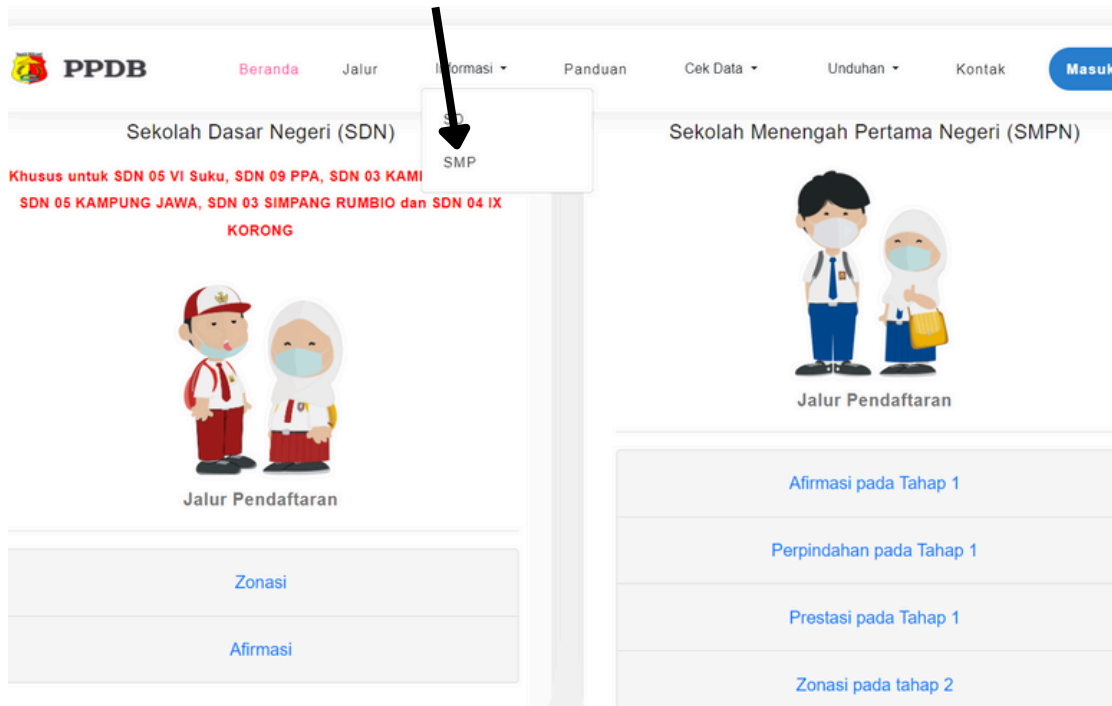 PPDB
Beranda
Jalur
Informasi
Panduan
Cek Data
Unduhan
Kontak
Masuk
SD
SMP
Sekolah Dasar Negeri (SDN)
Khusus untuk SDN 05 VI Suku, SDN 09 PPA, SDN 03
SDN 05 KAMPUNG JAWA, SDN 03 SIMPANG RUMBIO dan SDN 04 IX
KORONG
Jalur Pendaftaran
Zonasi
Afirmasi
Sekolah Menengah Pertama Negeri (SMPN)
Jalur Pendaftaran
Afirmasi pada Tahap 1
Perpindahan pada Tahap 1
Prestasi pada Tahap 1
Zonasi pada tahap 2